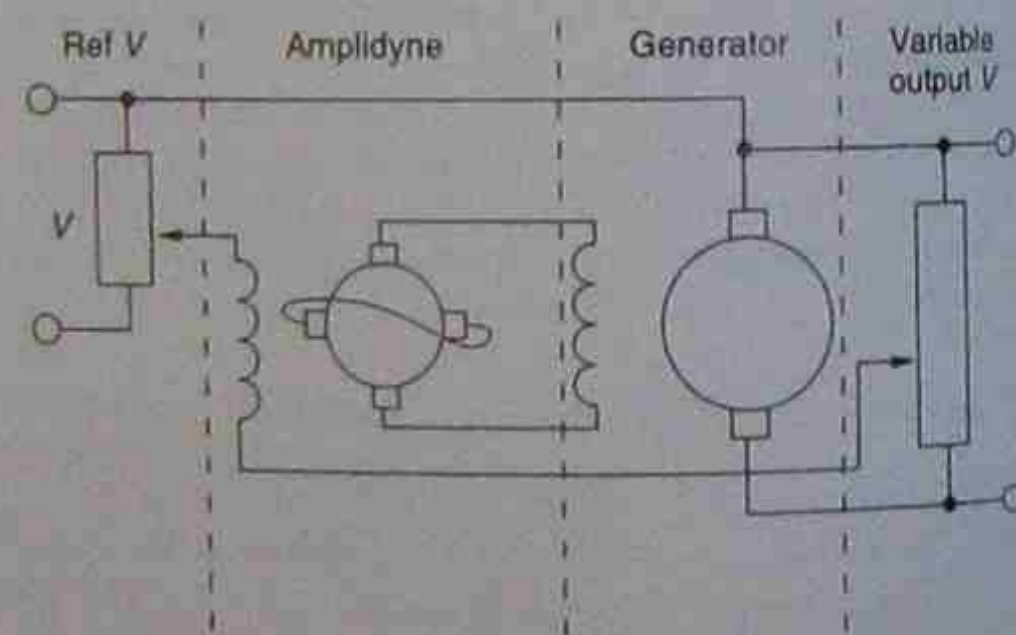 Ref V
Amplidyne
Generator
Variable
output V
V